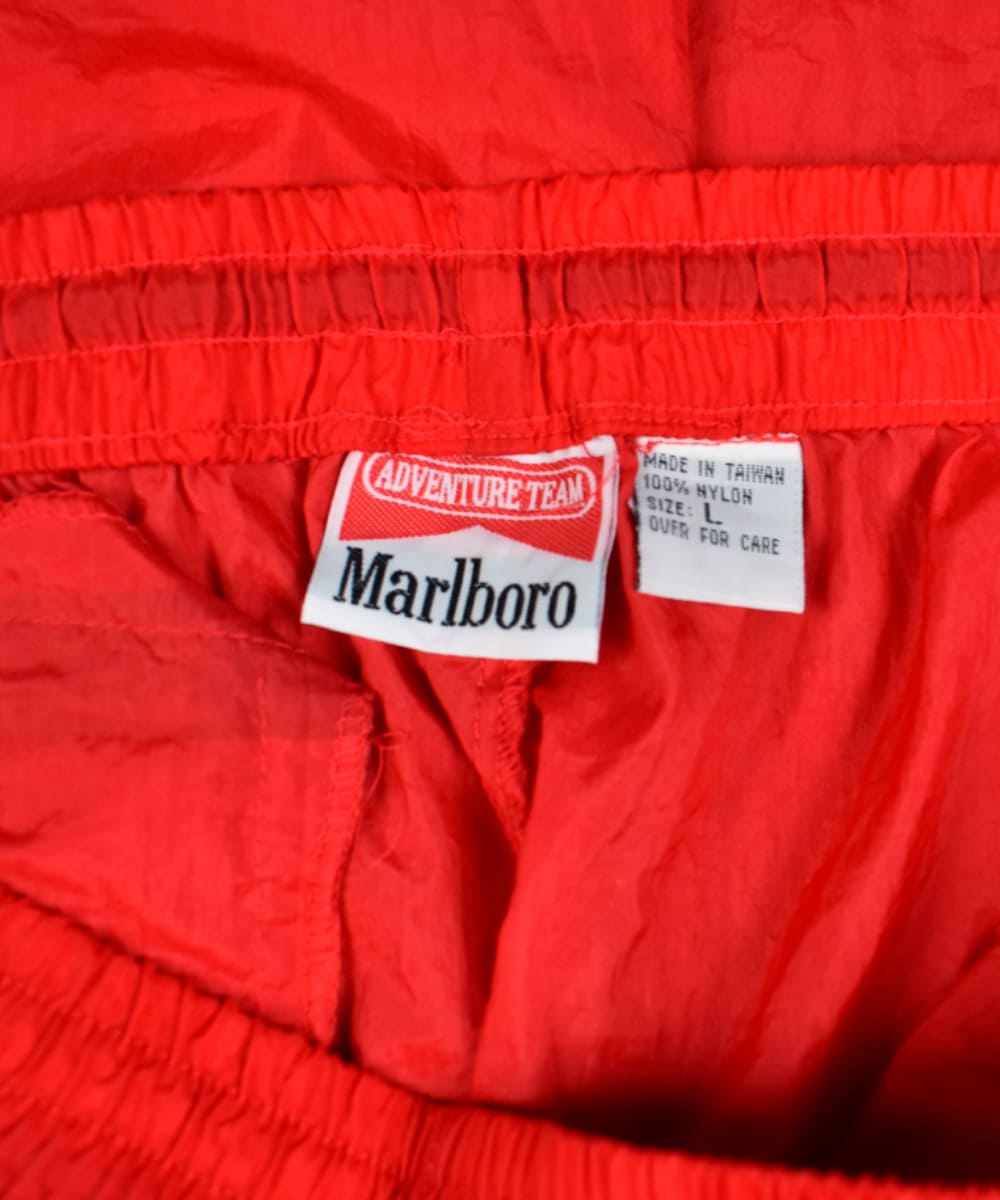 ADVENTURE TEAM
Marlboro
MADE IN TAIWAN
100% NYLON
SIZE: L
OVER FOR CARE